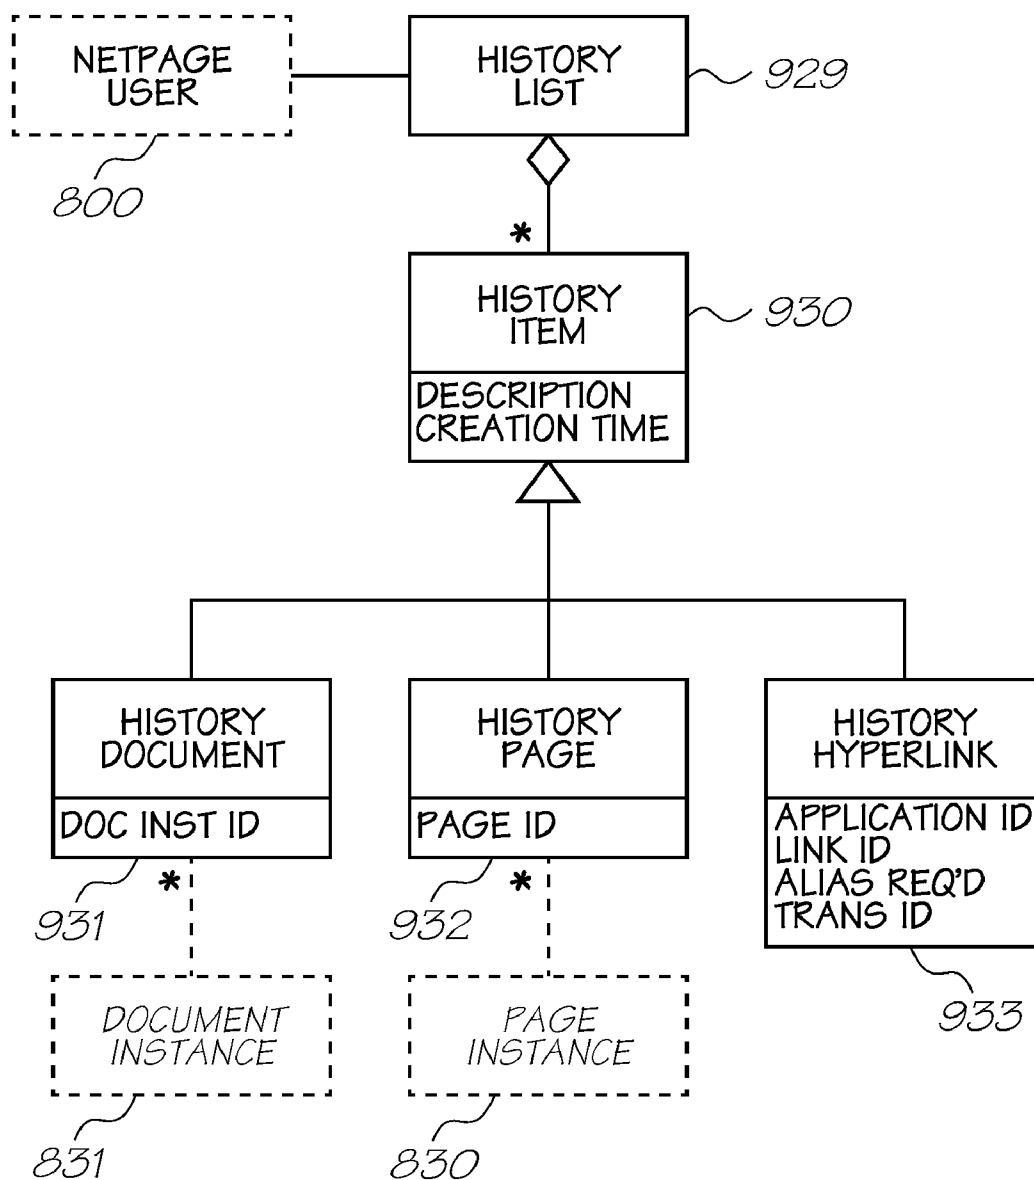 NETPAGE
USER
HISTORY
LIST
929
800
*
HISTORY
ITEM
930
DESCRIPTION
CREATION TIME
HISTORY
DOCUMENT
DOC INST ID
HISTORY
PAGE
PAGE ID
HISTORY
HYPERLINK
APPLICATION ID
LINK ID
ALIAS REQ'D
TRANS ID
*
931
*
932
933
DOCUMENT
INSTANCE
PAGE
INSTANCE
831
830